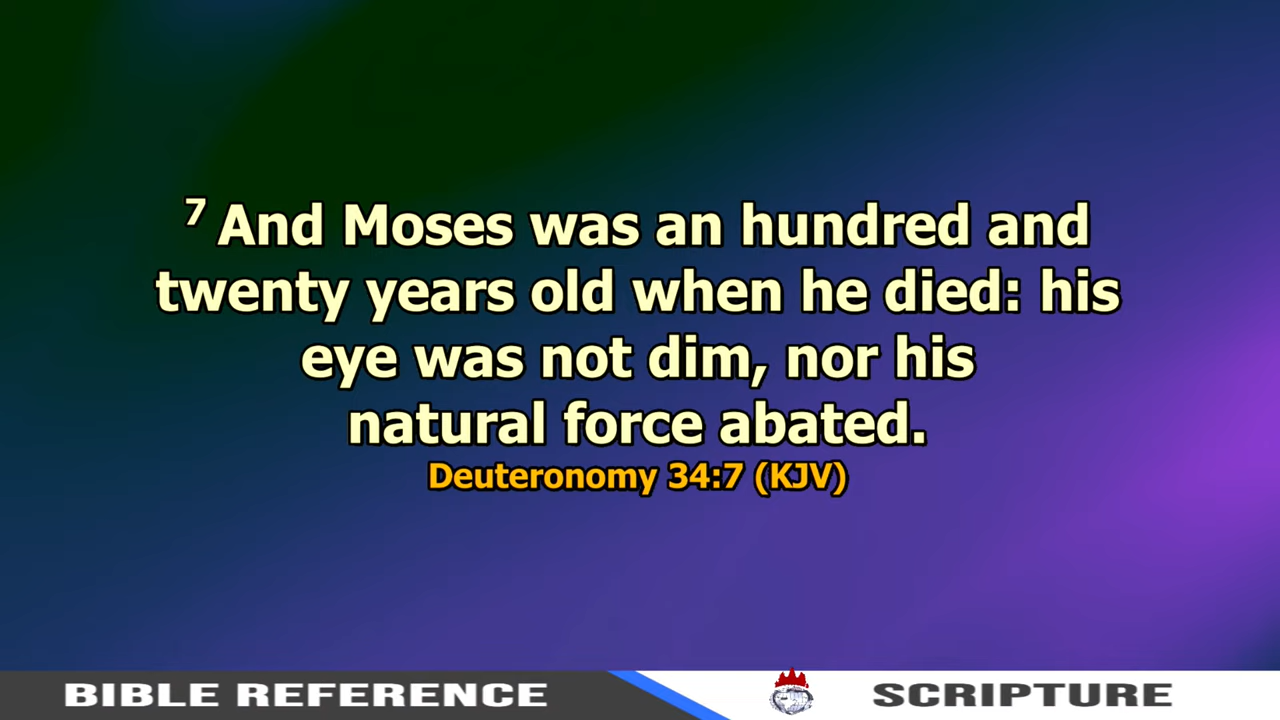 7 And Moses was an hundred and
twenty years old when he died: his
eye was not dim, nor his
natural force abated.
Deuteronomy 34:7 (KJV)
BIBLE REFERENCE
SCRIPTURE